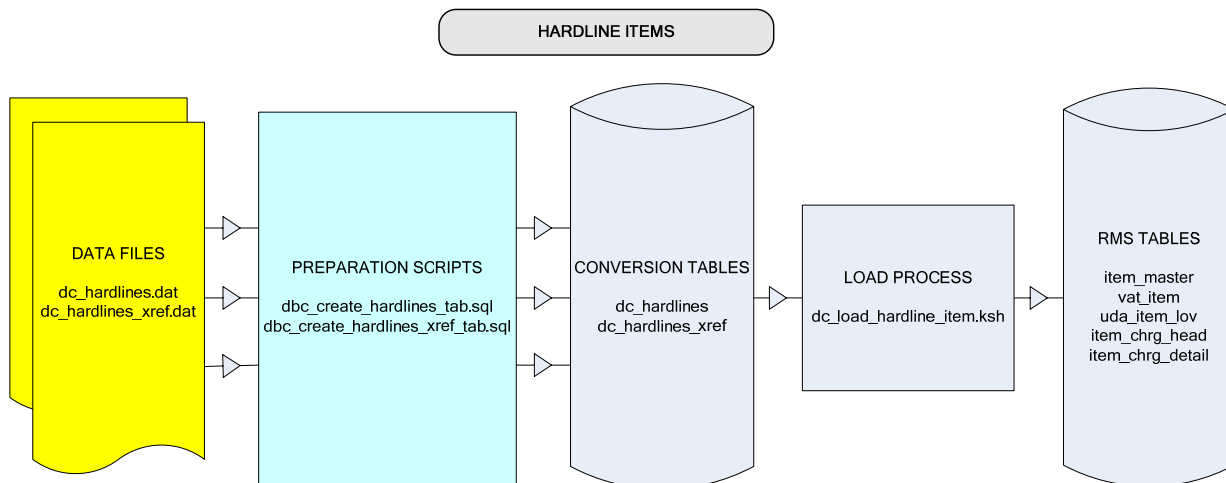 HARDLINE ITEMS
DATA FILES
dc_hardlines.dat
dc_hardlines_xref.dat
PREPARATION SCRIPTS
dbc_create_hardlines_tab.sql
dbc_create_hardlines_xref_tab.sql
CONVERSION TABLES
dc_hardlines
dc_hardlines_xref
LOAD PROCESS
dc_load_hardline_item.ksh
RMS TABLES
item_master
vat_item
uda_item_lov
item_chrg_head
item_chrg_detail